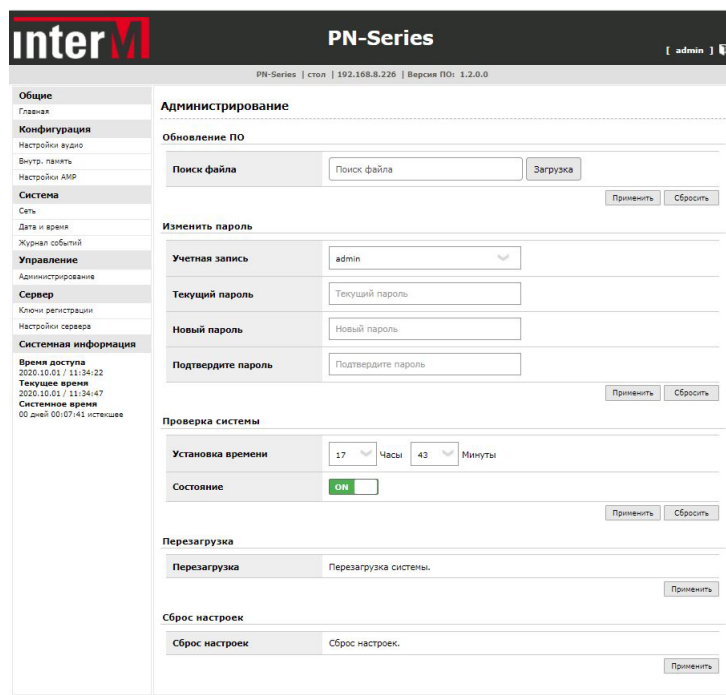 interM
PN-Series
[ admin ]
PN-Series | стол | 192.168.8.226 | Версия ПО: 1.2.0.0
Общие
Главная
Конфигурация
Настройки аудио
Внутр. память
Настройки AMP
Система
Сеть
Дата и время
Журнал событий
Управление
Администрирование
Сервер
Ключи регистрации
Настройки сервера
Системная информация
Время доступа
2020.10.01 / 11:34:22
Текущее время
2020.10.01 / 11:34:47
Системное время
00 дней 00:07:41 истекшее
Администрирование
Обновление ПО
Поиск файла Поиск файла Загрузка
Применить Сбросить
Изменить пароль
Учетная запись admin
Текущий пароль Текущий пароль
Новый пароль Новый пароль
Подтвердите пароль Подтвердите пароль
Применить Сбросить
Проверка системы
Установка времени 17 Часы 43 Минуты
Состояние ON
Применить Сбросить
Перезагрузка
Перезагрузка Перезагрузка системы.
Применить
Сброс настроек
Сброс настроек Сброс настроек.
Применить